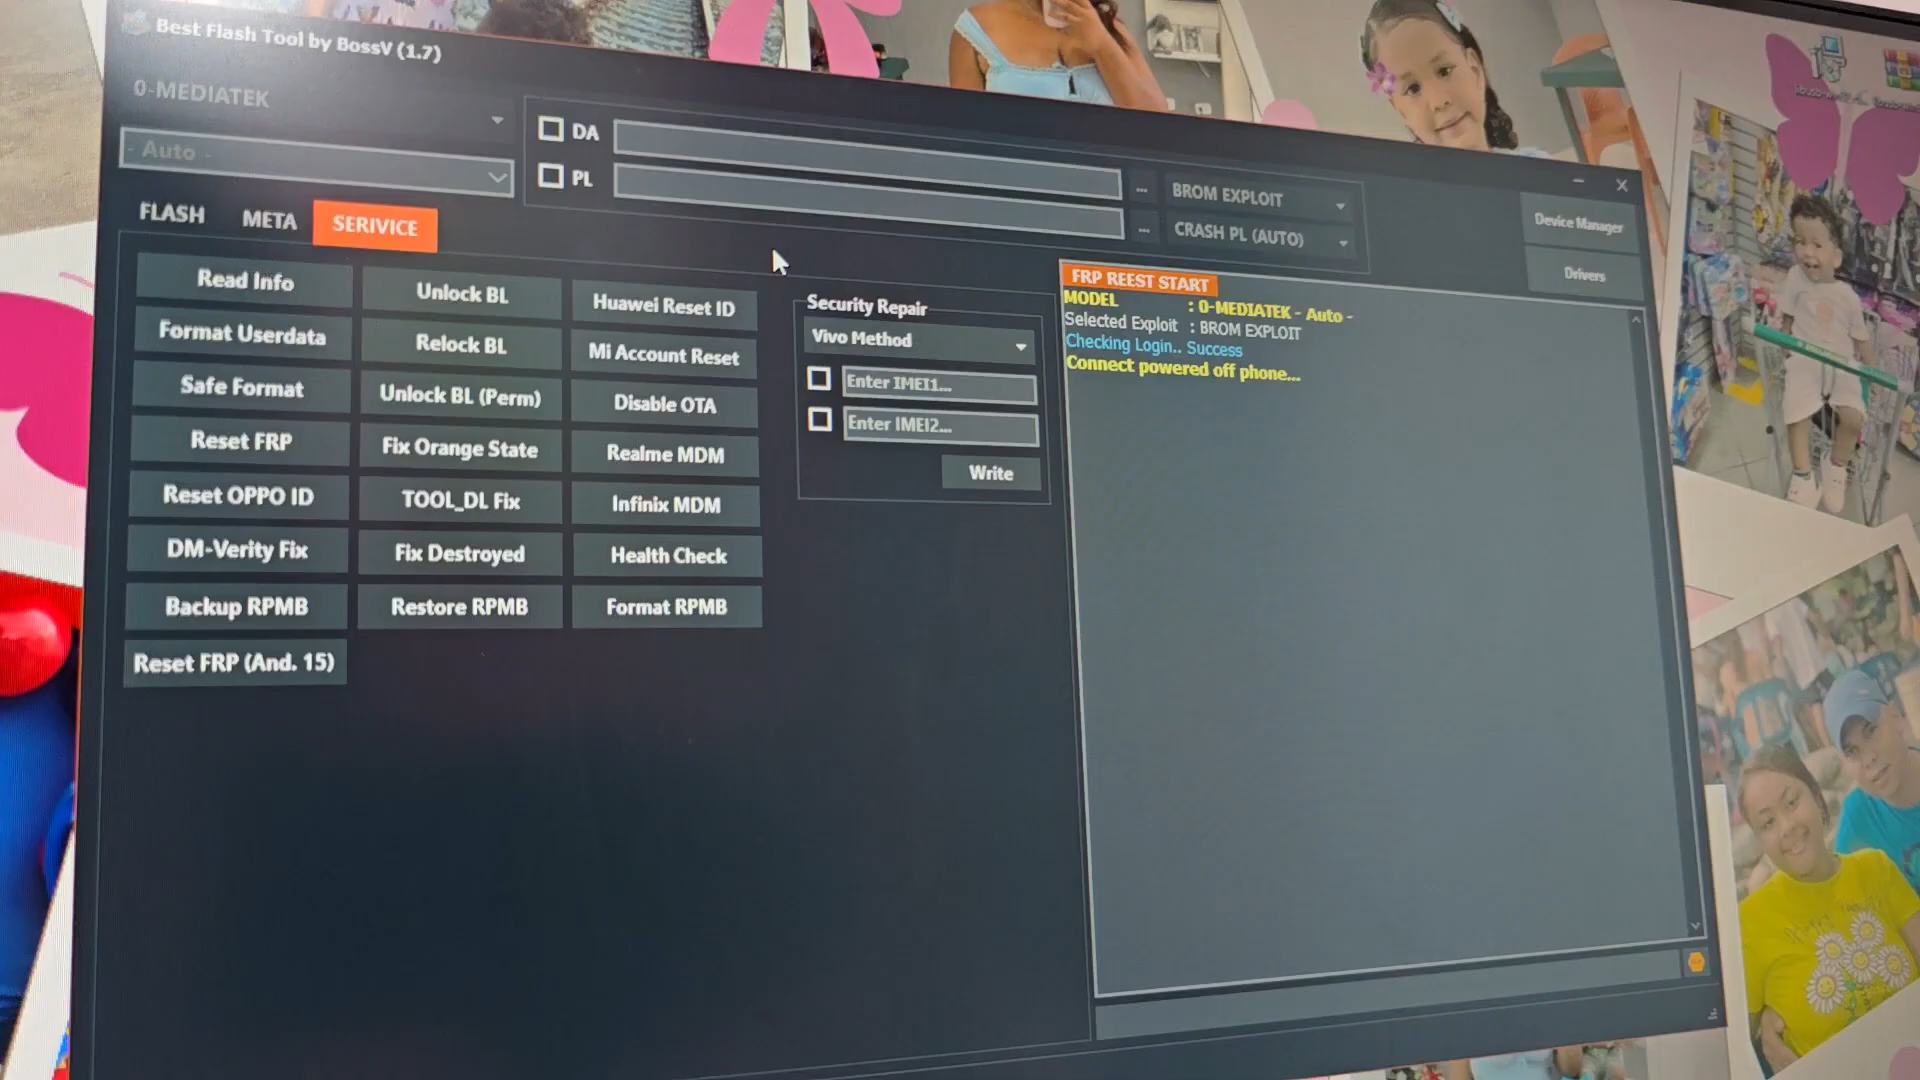 Best Flash Tool by BossV (1.7)
0-MEDIATEK
- Auto -
DA
PL
...
...
BROM EXPLOIT
CRASH PL (AUTO)
Device Manager
Drivers
FLASH
META
SERIVICE
Read Info
Unlock BL
Huawei Reset ID
Format Userdata
Relock BL
Mi Account Reset
Safe Format
Unlock BL (Perm)
Disable OTA
Reset FRP
Fix Orange State
Realme MDM
Reset OPPO ID
TOOL_DL Fix
Infinix MDM
DM-Verity Fix
Fix Destroyed
Health Check
Backup RPMB
Restore RPMB
Format RPMB
Reset FRP (And. 15)
Security Repair
Vivo Method
Enter IMEI1...
Enter IMEI2...
Write
FRP REEST START
MODEL : 0-MEDIATEK - Auto -
Selected Exploit : BROM EXPLOIT
Checking Login.. Success
Connect powered off phone...